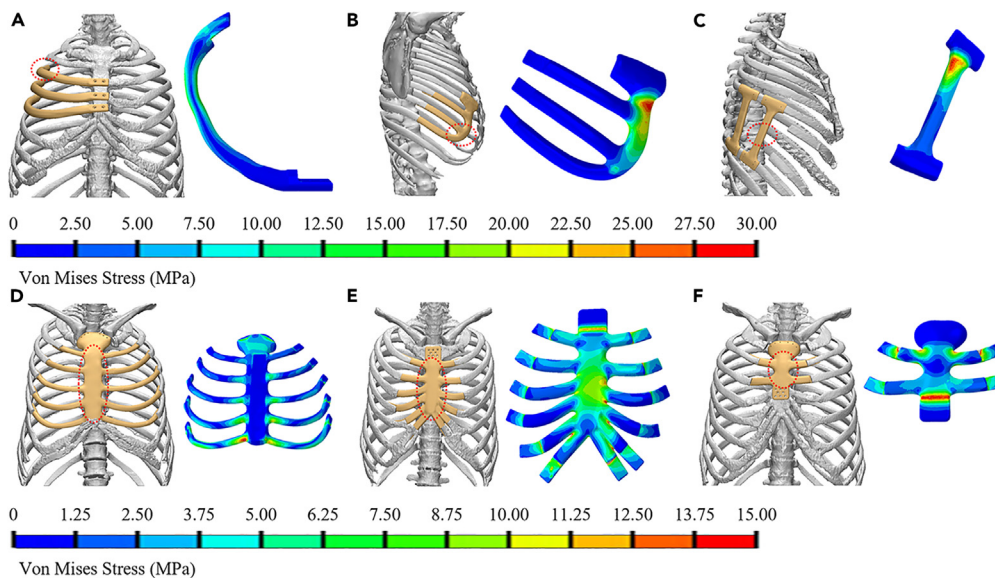 A B C
0 2.50 5.00 7.50 10.00 12.50 15.00 17.50 20.00 22.50 25.00 27.50 30.00
Von Mises Stress (MPa)
D E F
0 1.25 2.50 3.75 5.00 6.25 7.50 8.75 10.00 11.25 12.50 13.75 15.00
Von Mises Stress (MPa)